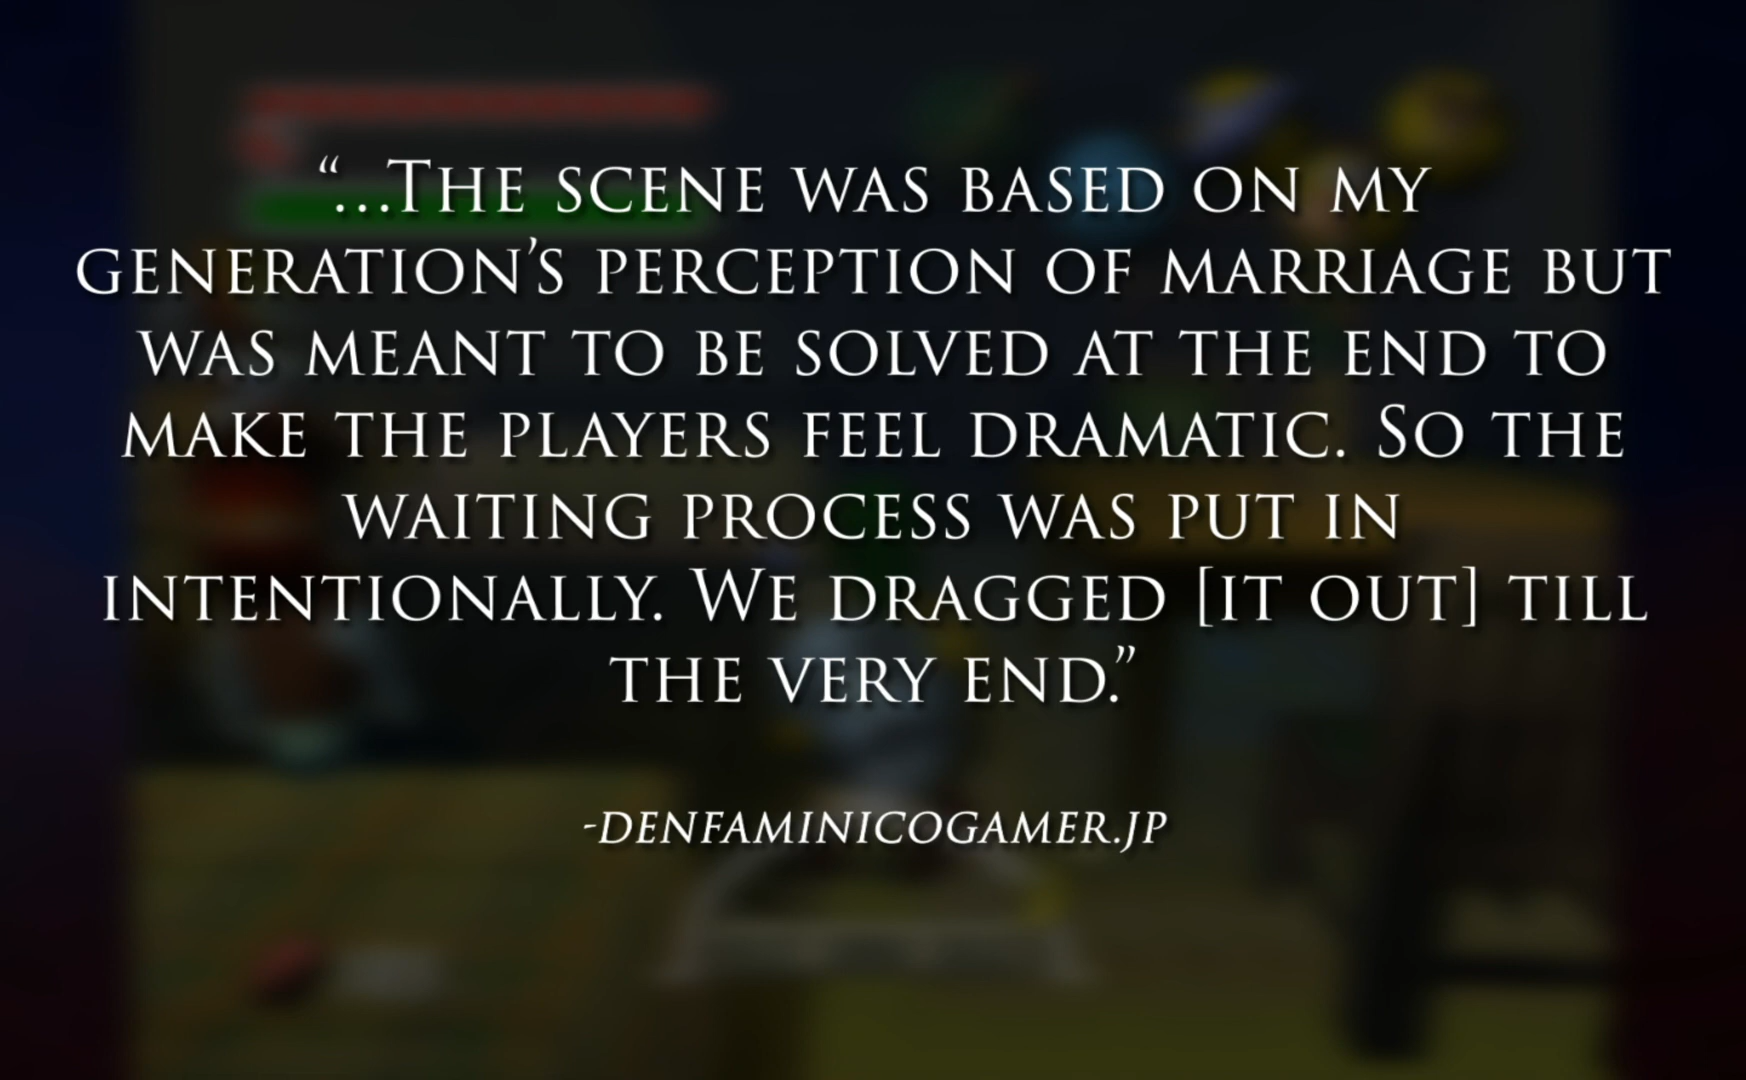 “…The scene was based on my
generation’s perception of marriage but
was meant to be solved at the end to
make the players feel dramatic. So the
waiting process was put in
intentionally. We dragged [it out] till
the very end.”
-denfaminicogamer.jp